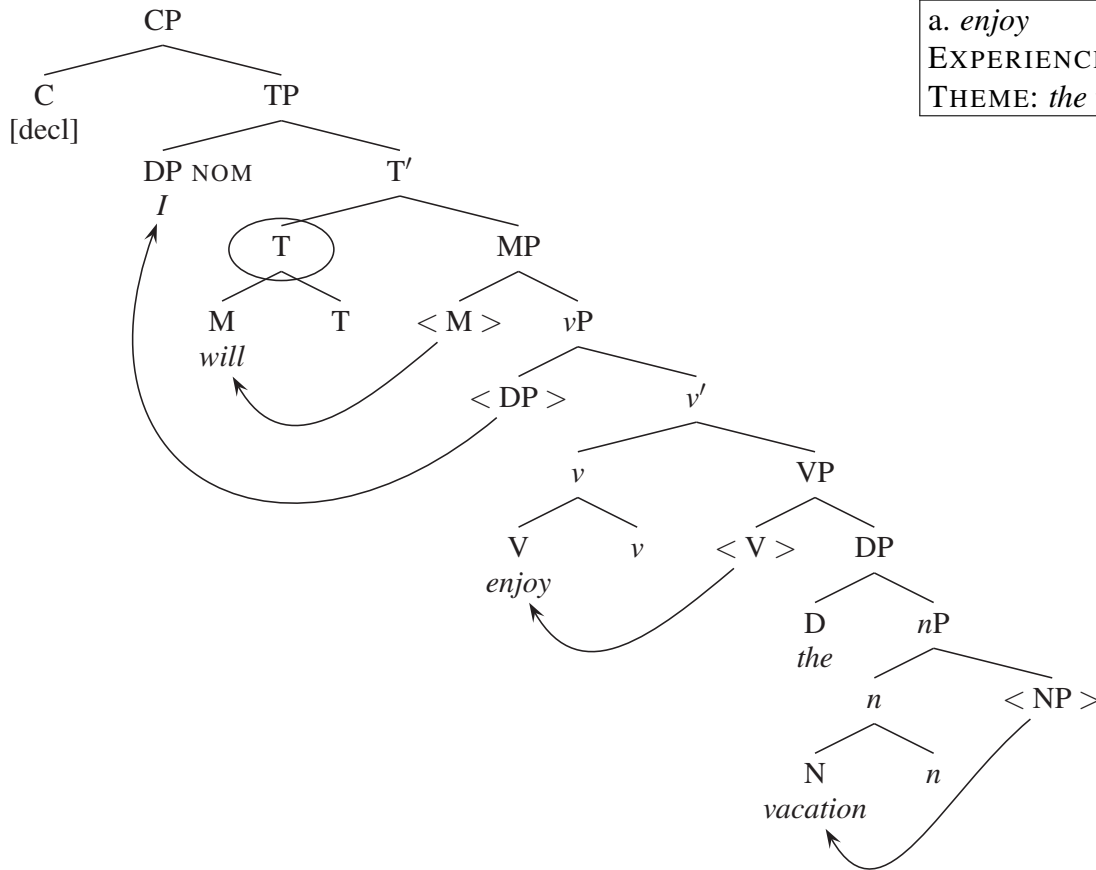 CP
a. enjoy
EXPERIENC
THEME: the
C
TP
[decl]
DP NOM
T′
I
T
MP
M
T
< M >
vP
will
< DP >
v′
v
VP
V
v
< V >
DP
enjoy
D
nP
the
n
< NP >
N
n
vacation